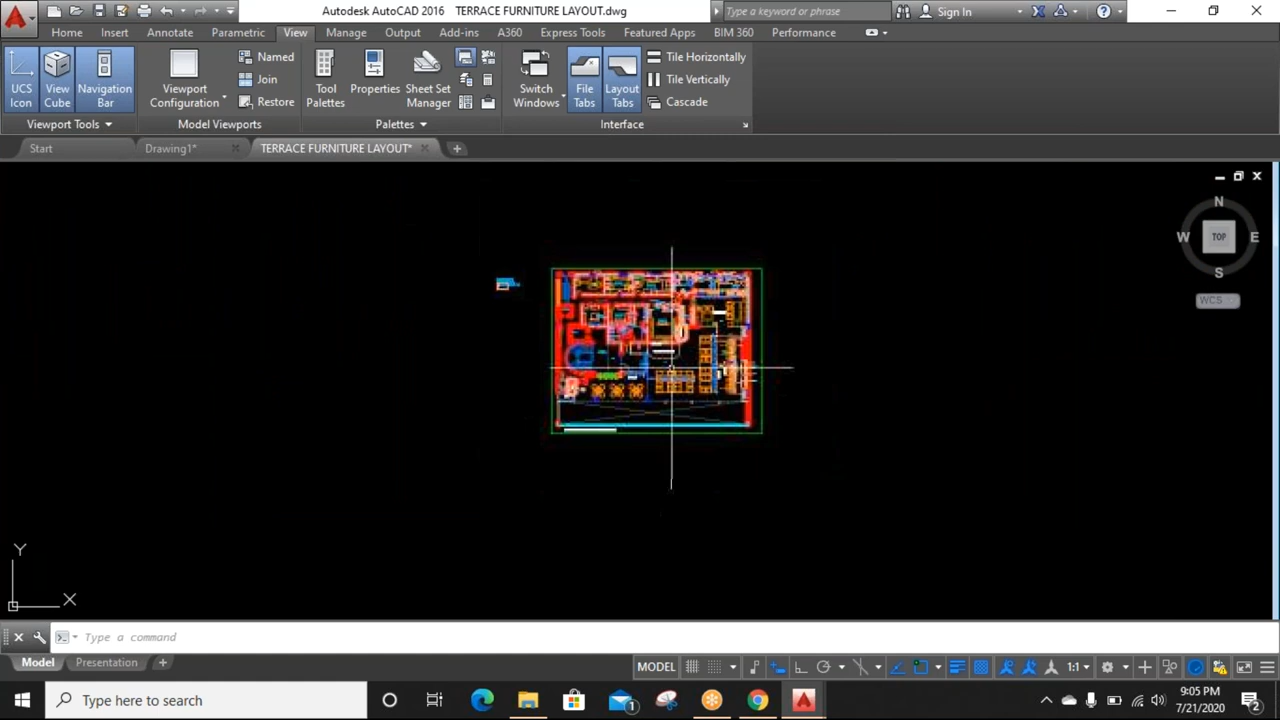 Autodesk AutoCAD 2016 TERRACE FURNITURE LAYOUT.dwg
Type a keyword or phrase
Sign In
Home Insert Annotate Parametric View Manage Output Add-ins A360 Express Tools Featured Apps BIM 360 Performance
UCS Icon
View Cube
Navigation Bar
Viewport Tools
Viewport Configuration
Named
Join
Restore
Model Viewports
Tool Palettes
Properties
Sheet Set Manager
Palettes
Switch Windows
File Tabs
Layout Tabs
Tile Horizontally
Tile Vertically
Cascade
Interface
Start Drawing1* TERRACE FURNITURE LAYOUT*
N
W TOP E
S
WCS
Y
X
Type a command
Model Presentation
MODEL 1:1
Type here to search
1
9:05 PM
7/21/2020
2